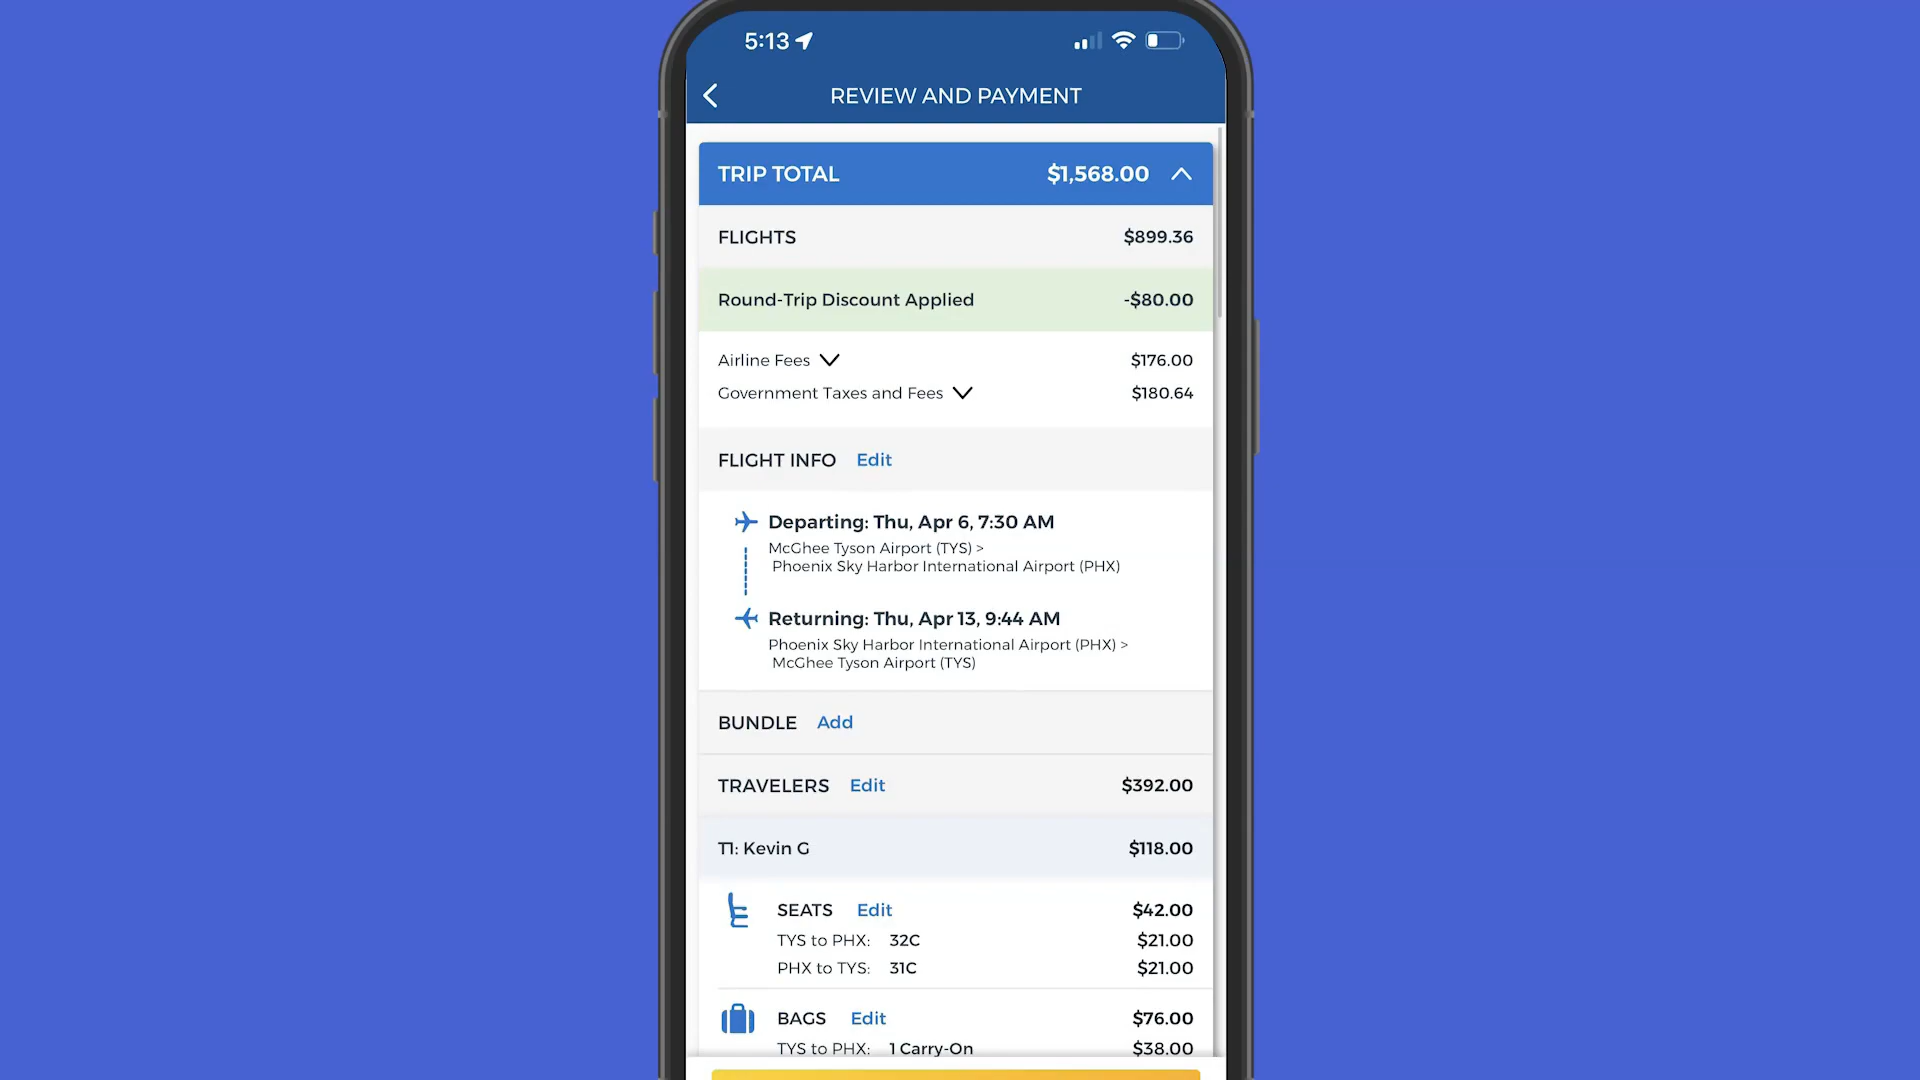 5:13
REVIEW AND PAYMENT
TRIP TOTAL $1,568.00
FLIGHTS $899.36
Round-Trip Discount Applied -$80.00
Airline Fees $176.00
Government Taxes and Fees $180.64
FLIGHT INFO Edit
Departing: Thu, Apr 6, 7:30 AM
McGhee Tyson Airport (TYS) >
Phoenix Sky Harbor International Airport (PHX)
Returning: Thu, Apr 13, 9:44 AM
Phoenix Sky Harbor International Airport (PHX) >
McGhee Tyson Airport (TYS)
BUNDLE Add
TRAVELERS Edit $392.00
T1: Kevin G $118.00
SEATS Edit $42.00
TYS to PHX: 32C $21.00
PHX to TYS: 31C $21.00
BAGS Edit $76.00
TYS to PHX: 1 Carry-On $38.00